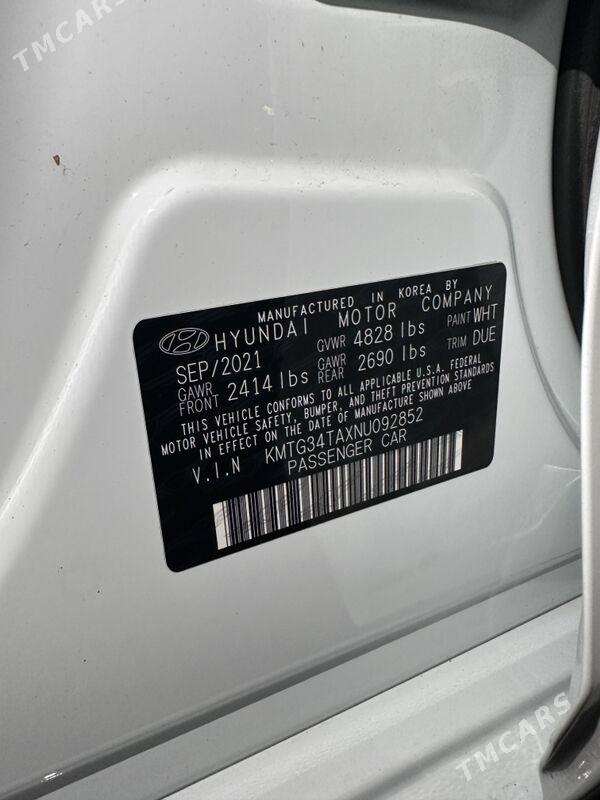 TMCARS
MANUFACTURED IN KOREA BY
HYUNDAI MOTOR COMPANY
SEP/2021 GVWR 4828 lbs PAINT WHT
GAWR FRONT 2414 lbs GAWR REAR 2690 lbs TRIM DUE
THIS VEHICLE CONFORMS TO ALL APPLICABLE U.S.A. FEDERAL
MOTOR VEHICLE SAFETY, BUMPER, AND THEFT PREVENTION STANDARDS
IN EFFECT ON THE DATE OF MANUFACTURE SHOWN ABOVE
V.I.N KMTG34TAXNU092852
PASSENGER CAR
TMCARS